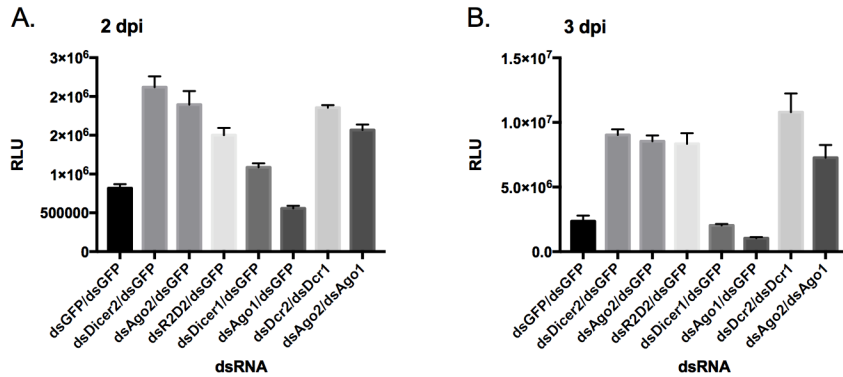 A.
2 dpi
RLU
3×10⁶
2×10⁶
2×10⁶
1×10⁶
500000
0
dsGFP/dsGFP
dsDicer2/dsGFP
dsAgo2/dsGFP
dsR2D2/dsGFP
dsDicer1/dsGFP
dsAgo1/dsGFP
dsDcr2/dsDcr1
dsAgo2/dsAgo1
dsRNA
B.
3 dpi
RLU
1.5×10⁷
1.0×10⁷
5.0×10⁶
0.0
dsGFP/dsGFP
dsDicer2/dsGFP
dsAgo2/dsGFP
dsR2D2/dsGFP
dsDicer1/dsGFP
dsAgo1/dsGFP
dsDcr2/dsDcr1
dsAgo2/dsAgo1
dsRNA